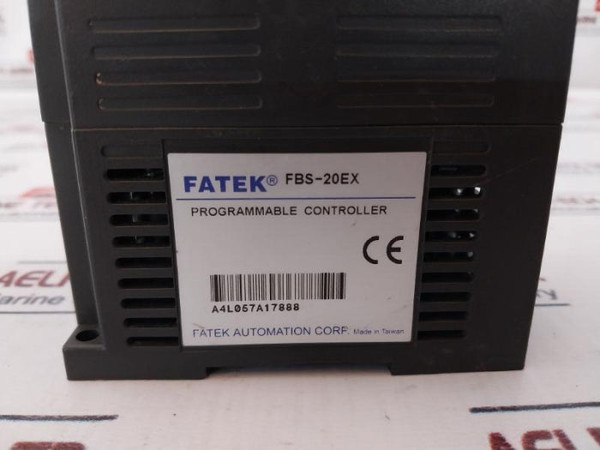 FATEK® FBS-20EX
PROGRAMMABLE CONTROLLER
CE
A4L057A17888
FATEK AUTOMATION CORP. Made in Taiwan